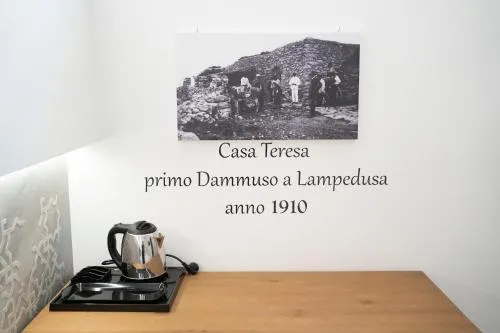 Casa Teresa
primo Dammuso a Lampedusa
anno 1910